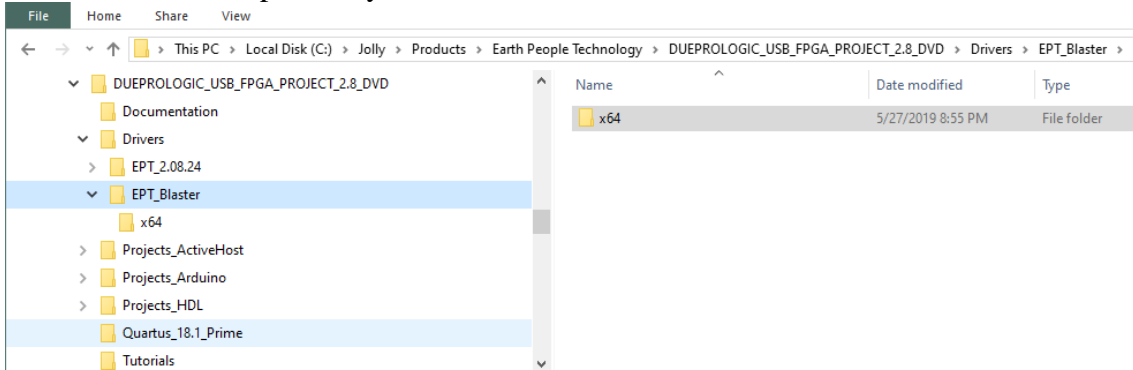 File Home Share View
This PC > Local Disk (C:) > Jolly > Products > Earth People Technology > DUEPROLOGIC_USB_FPGA_PROJECT_2.8_DVD > Drivers > EPT_Blaster >
DUEPROLOGIC_USB_FPGA_PROJECT_2.8_DVD
Documentation
Drivers
EPT_2.08.24
EPT_Blaster
x64
Projects_ActiveHost
Projects_Arduino
Projects_HDL
Quartus_18.1_Prime
Tutorials
Name Date modified Type
x64 5/27/2019 8:55 PM File folder